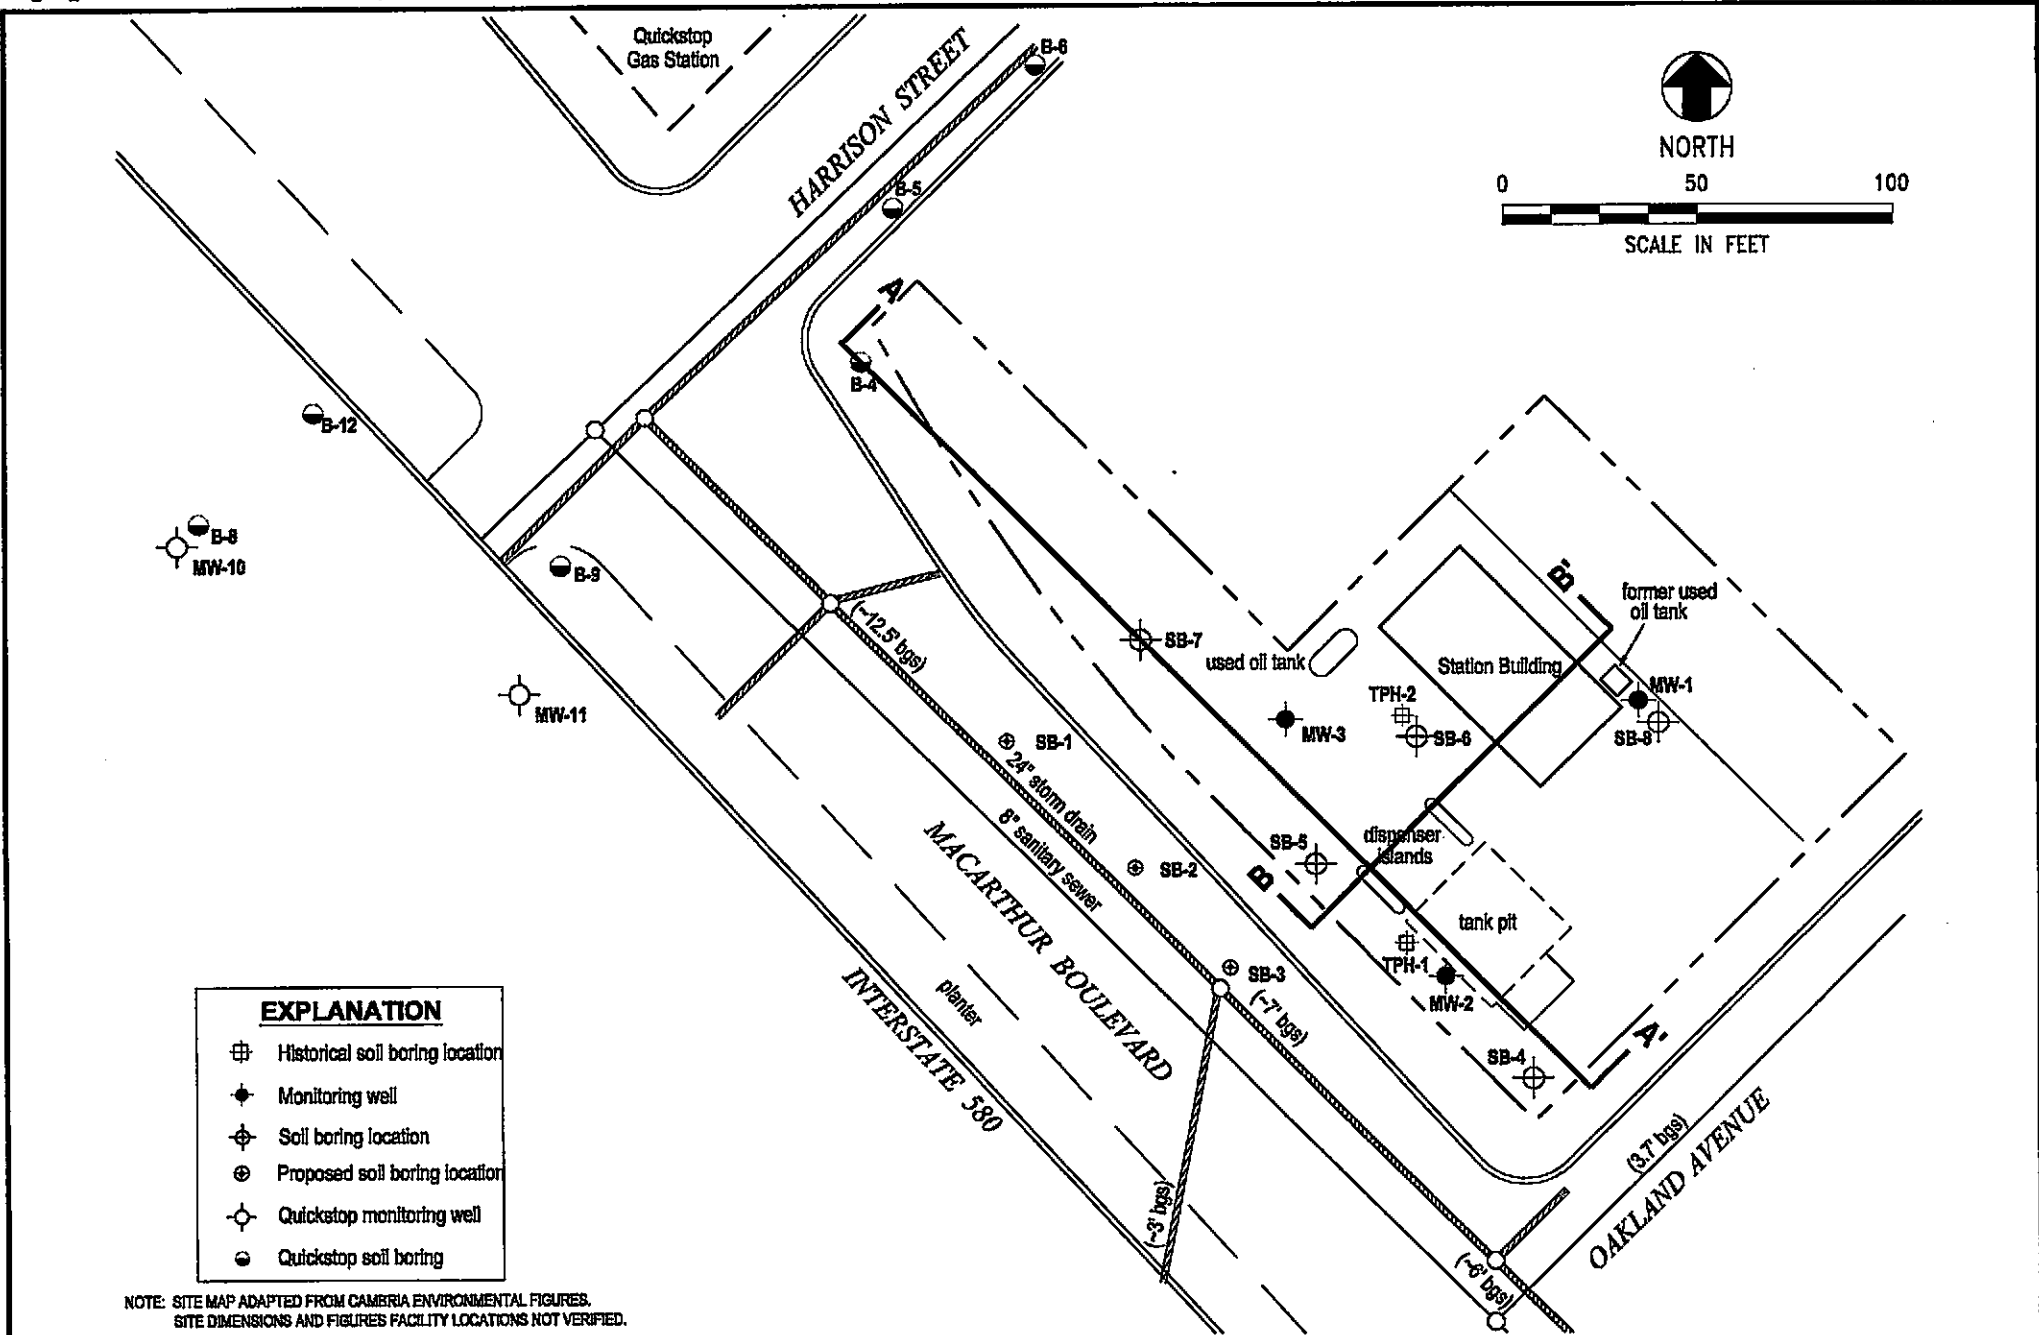 Quickstop
Gas Station
HARRISON STREET
B-6
B-5
NORTH
0 50 100
SCALE IN FEET
A
B-4
B-12
B-8
MW-10
B-9
MW-11
(~12.5' bgs)
SB-7
used oil tank
B'
former used
oil tank
Station Building
MW-1
TPH-2
MW-3
SB-6
SB-8
SB-1
24" storm drain
8" sanitary sewer
SB-2
SB-5
dispenser
islands
B
tank pit
TPH-1
MW-2
SB-3
(~7' bgs)
MACARTHUR BOULEVARD
INTERSTATE 580
planter
SB-4
A'
(~3' bgs)
(3.7' bgs)
OAKLAND AVENUE
(~6' bgs)
EXPLANATION
Historical soil boring location
Monitoring well
Soil boring location
Proposed soil boring location
Quickstop monitoring well
Quickstop soil boring
NOTE: SITE MAP ADAPTED FROM CAMBRIA ENVIRONMENTAL FIGURES.
SITE DIMENSIONS AND FIGURES FACILITY LOCATIONS NOT VERIFIED.